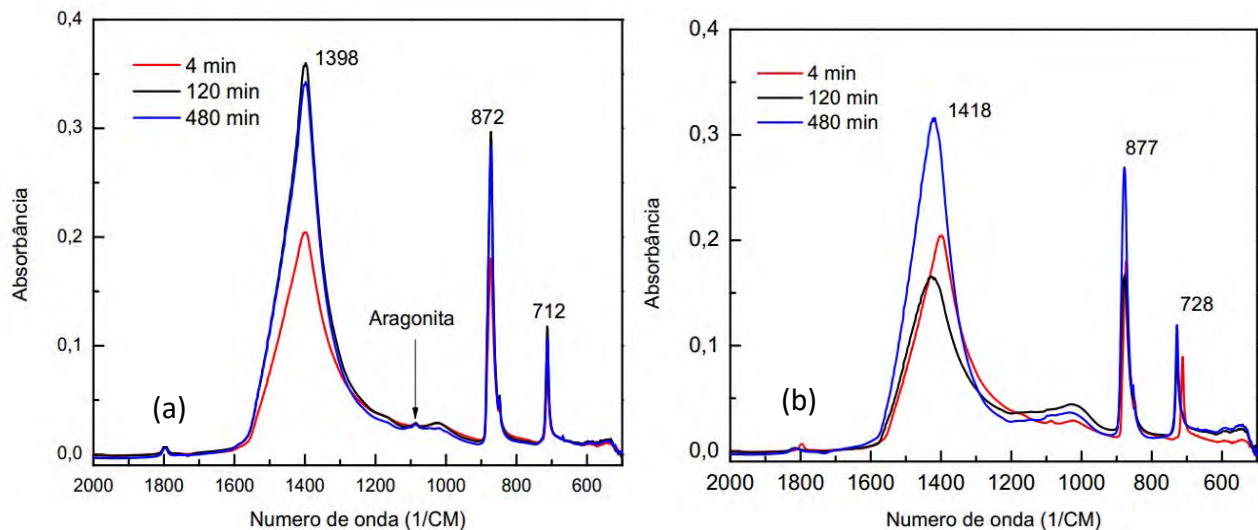 0,4
0,3
0,2
0,1
0,0
Absorbância
4 min
120 min
480 min
1398
872
712
Aragonita
(a)
2000 1800 1600 1400 1200 1000 800 600
Numero de onda (1/CM)
0,4
0,3
0,2
0,1
0,0
Absorbância
4 min
120 min
480 min
1418
877
728
(b)
2000 1800 1600 1400 1200 1000 800 600
Numero de onda (1/CM)